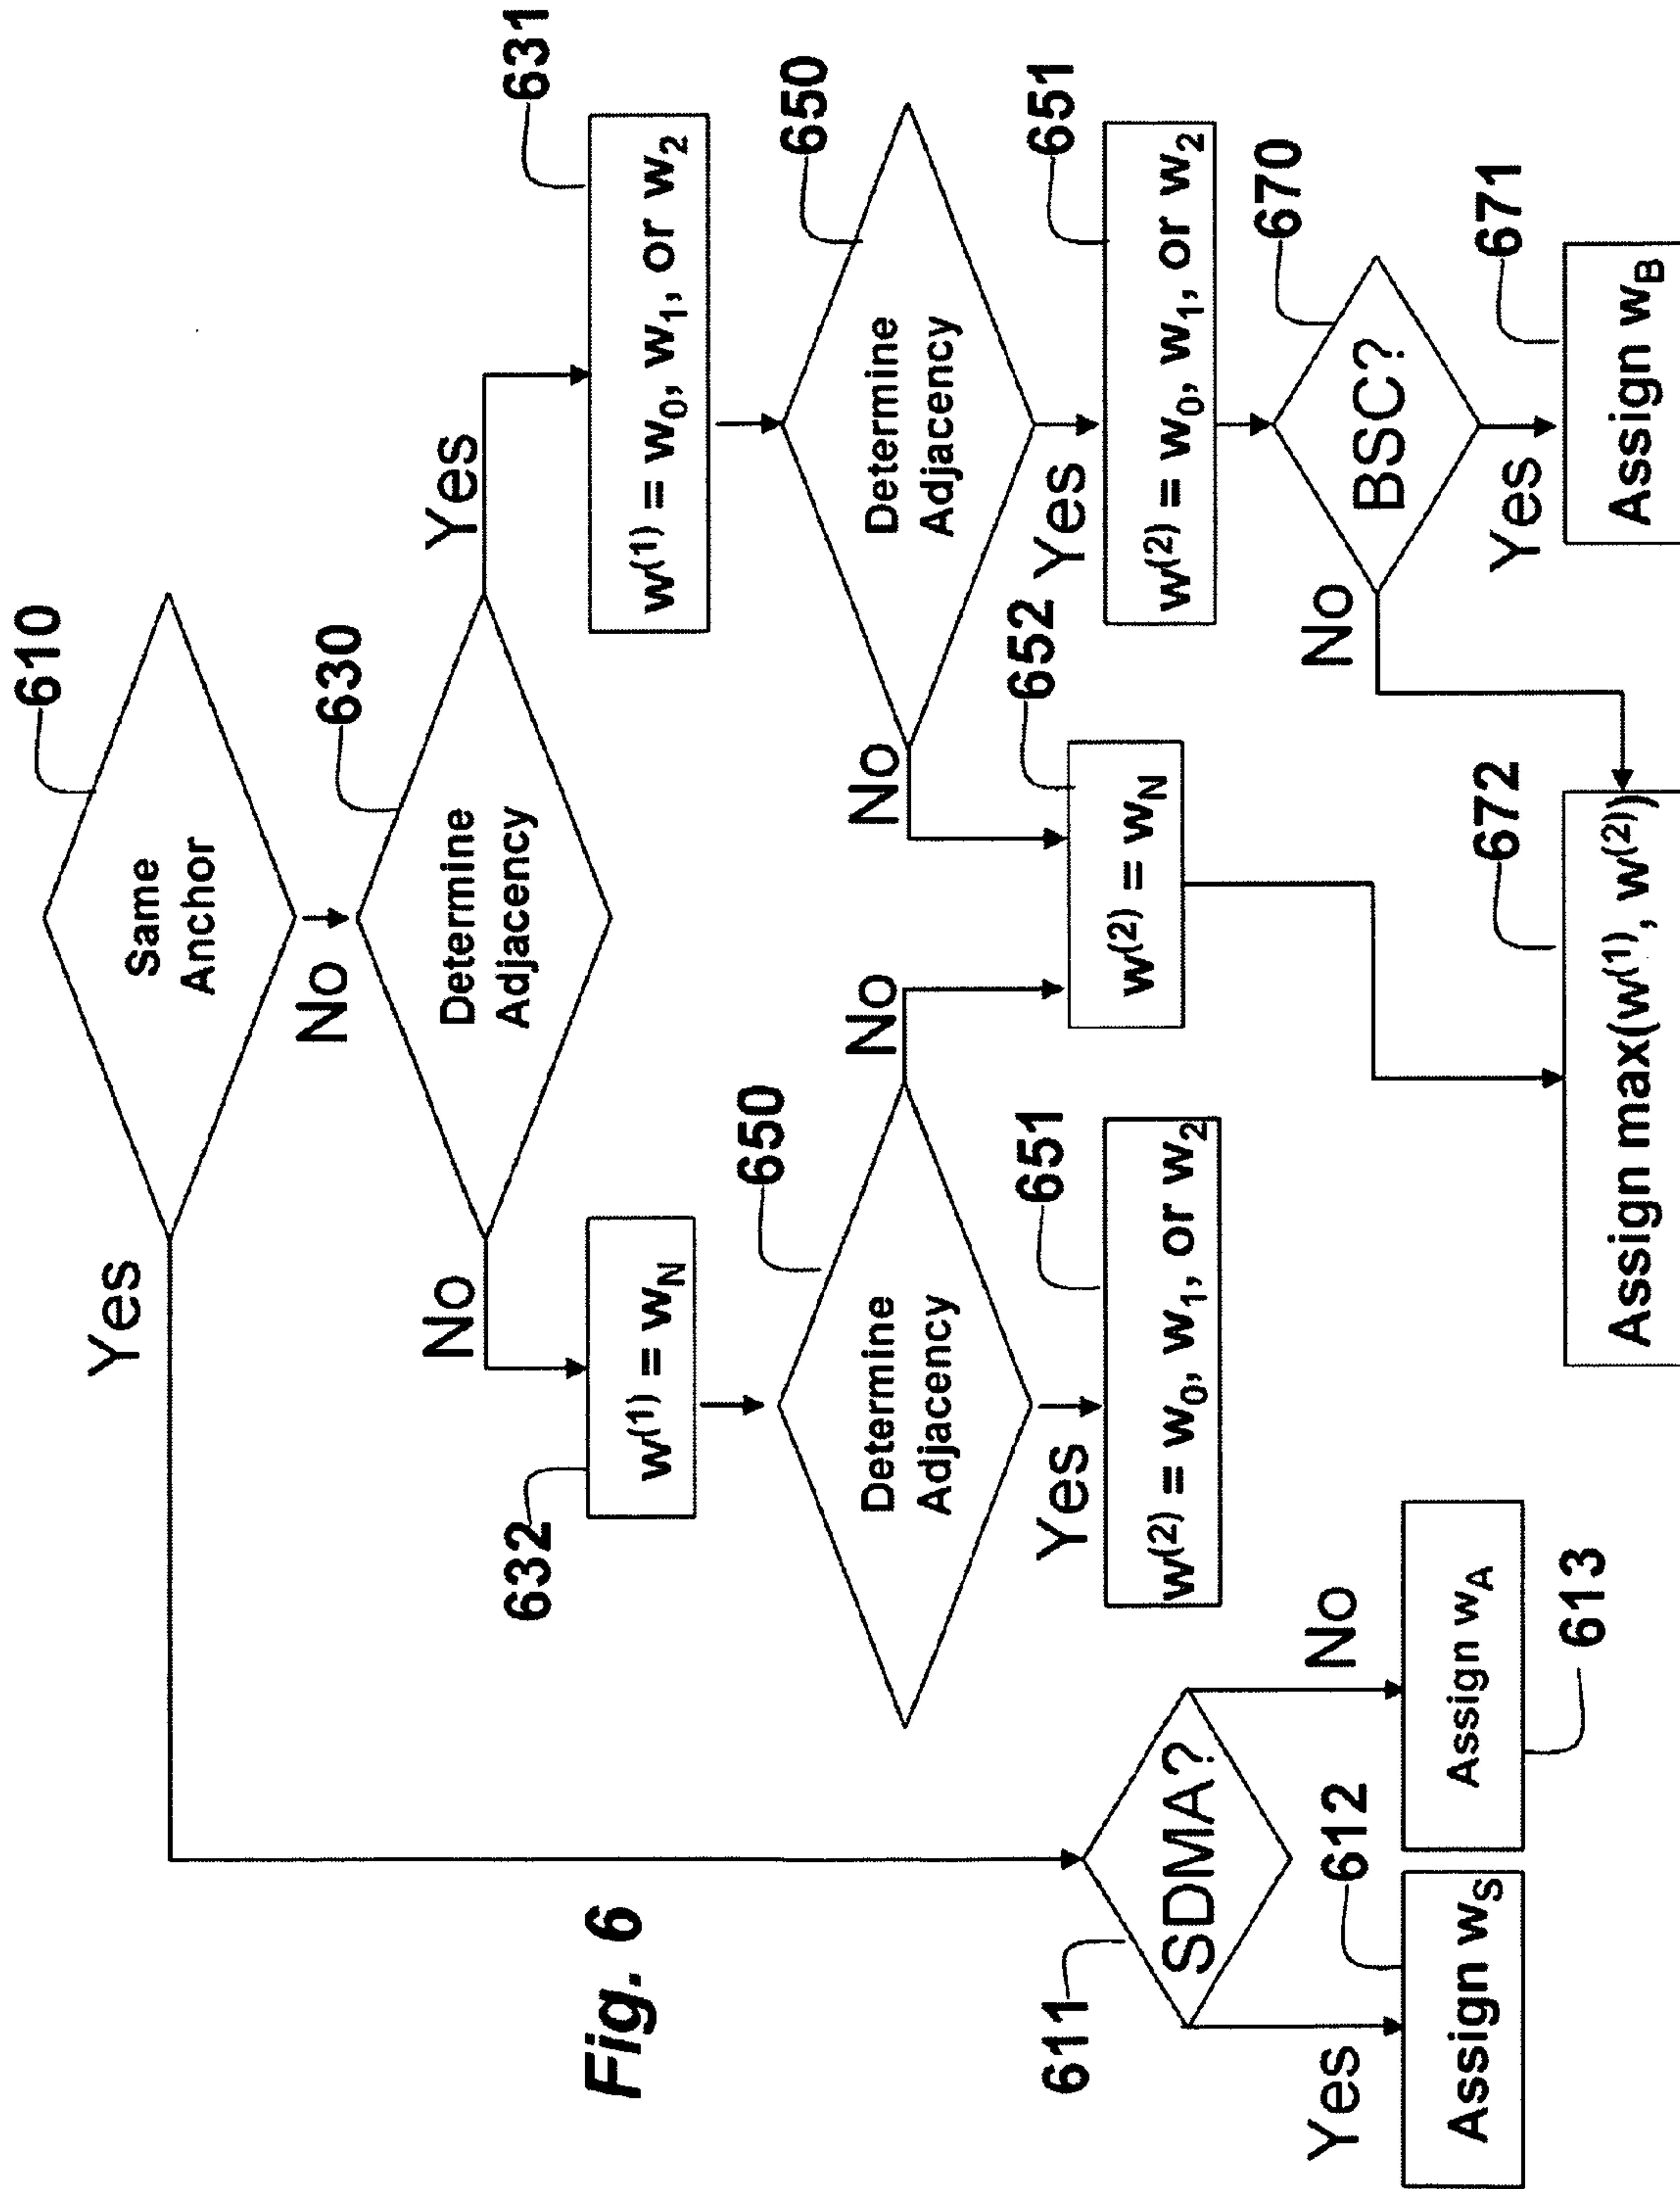 610
Same
Anchor
Yes
No
630
Determine
Adjacency
No
Yes
631
w(1) = w0, w1, or w2
632
w(1) = wN
650
Determine
Adjacency
No
Yes
650
Determine
Adjacency
No
Yes
651
w(2) = w0, w1, or w2
652
w(2) = wN
651
w(2) = w0, w1, or w2
611
SDMA?
Yes
No
670
BSC?
No
Yes
612
Assign wS
Assign wA
613
672
Assign max(w(1), w(2))
671
Assign wB
Fig. 6